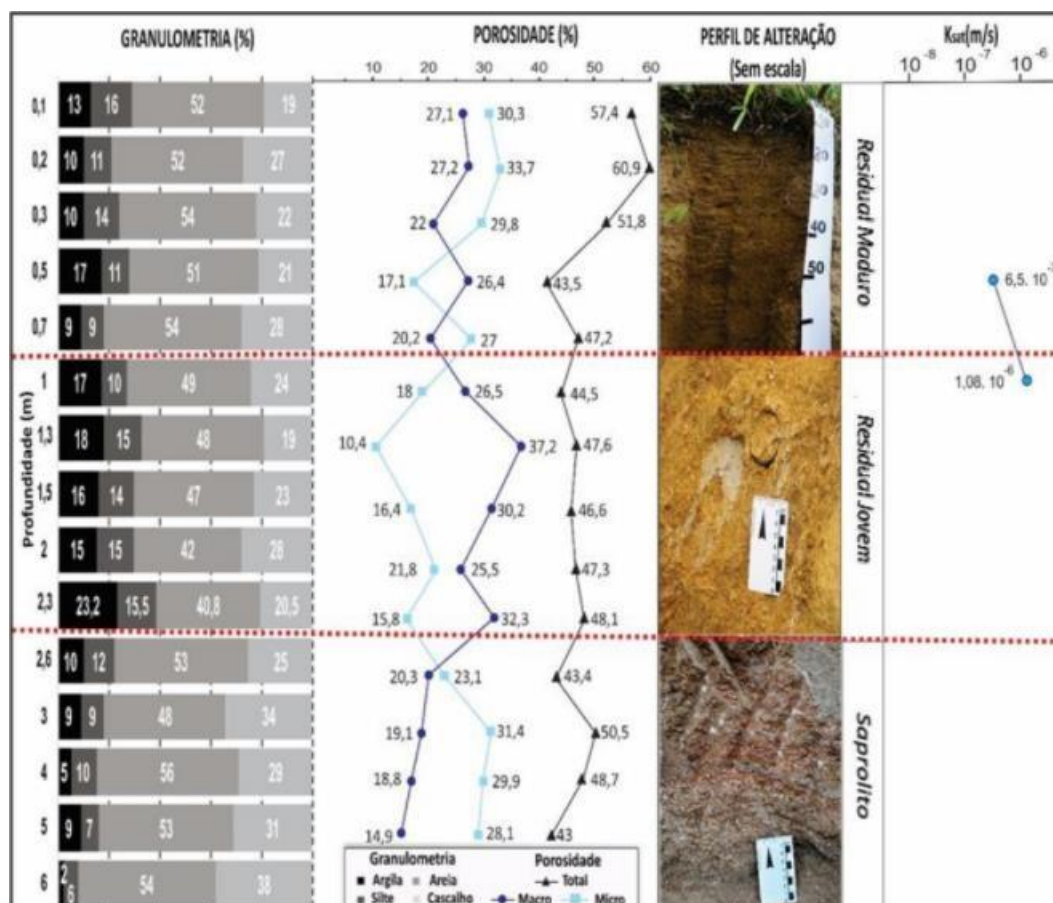 GRANULOMETRIA (%)
POROSIDADE (%)
PERFIL DE ALTERAÇÃO
(Sem escala)
Ksat(m/s)
10 20 30 40 50 60
10⁻⁸ 10⁻⁷ 10⁻⁶
Profundidade (m)
0,1 13 16 52 19 27,1 30,3 57,4
0,2 10 11 52 27 27,2 33,7 60,9
0,3 10 14 54 22 22 29,8 51,8
0,5 17 11 51 21 17,1 26,4 43,5
0,7 9 9 54 28 20,2 27 47,2
40
50
Residual Maduro
6,5. 10
1 17 10 49 24 18 26,5 44,5
1,3 18 15 48 19 10,4 37,2 47,6
1,5 16 14 47 23 16,4 30,2 46,6
2 15 15 42 28 21,8 25,5 47,3
2,3 23,2 15,5 40,8 20,5 15,8 32,3 48,1
Residual Jovem
1,08. 10⁻⁶
2,6 10 12 53 25 20,3 23,1 43,4
3 9 9 48 34 19,1 31,4 50,5
4 5 10 56 29 18,8 29,9 48,7
5 9 7 53 31 14,9 28,1 43
6 2 6 54 38
Saprolito
Granulometria Porosidade
Argila Areia Total
Silte Cascalho Macro Micro